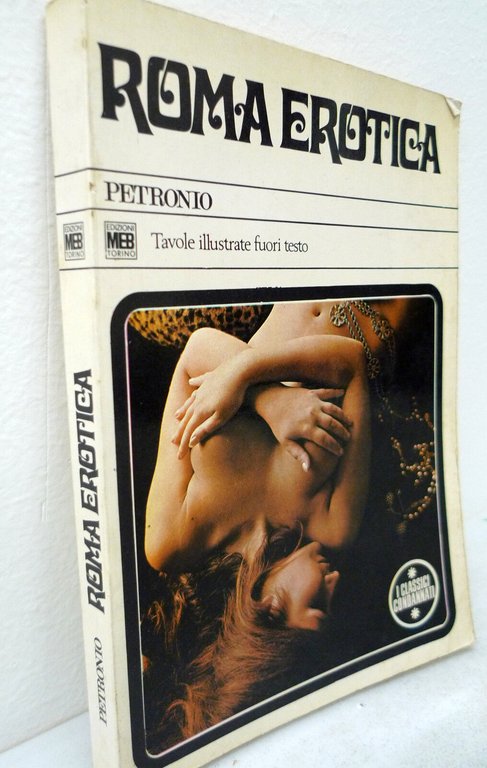 ROMA EROTICA
PETRONIO
EDIZIONI
MEB
TORINO
EDIZIONI
MEB
TORINO
Tavole illustrate fuori testo
I CLASSICI
CONDANNATI
ROMA EROTICA
PETRONIO